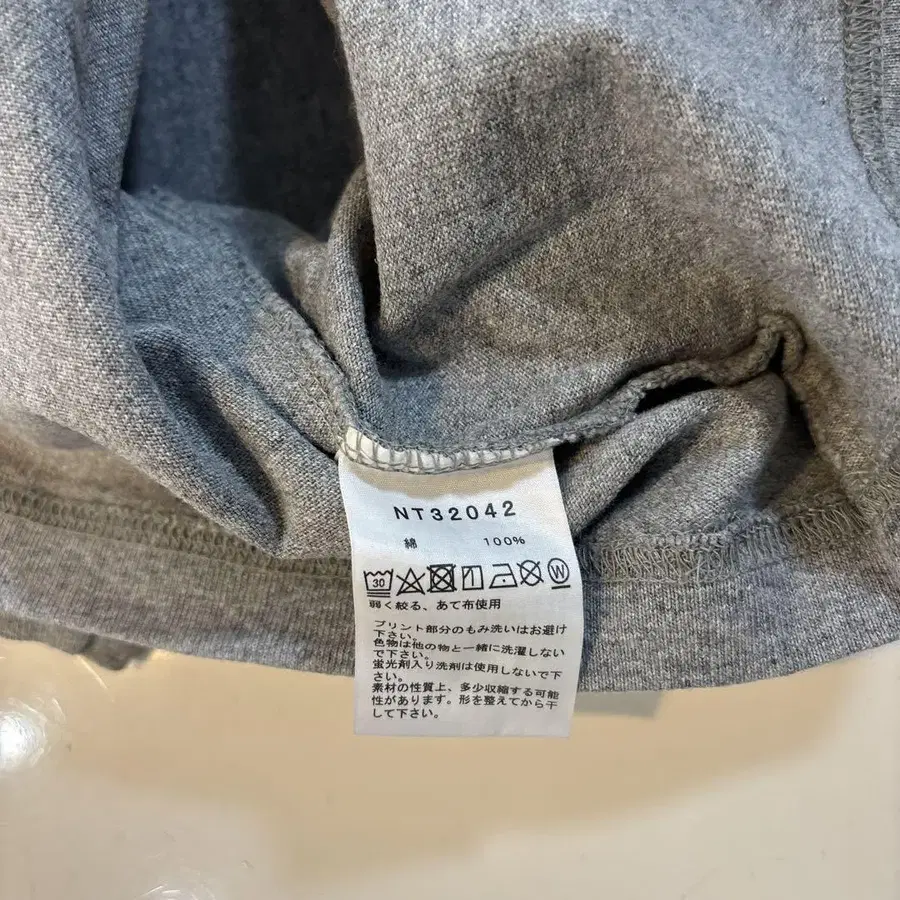 NT32042
綿 100%
30 W
弱く絞る、あて布使用
プリント部分のもみ洗いはお避け
下さい。
色物は他の物と一緒に洗濯しない
で下さい。
蛍光剤入り洗剤は使用しないで下
さい。
素材の性質上、多少収縮する可能
性があります。形を整えてから干
して下さい。